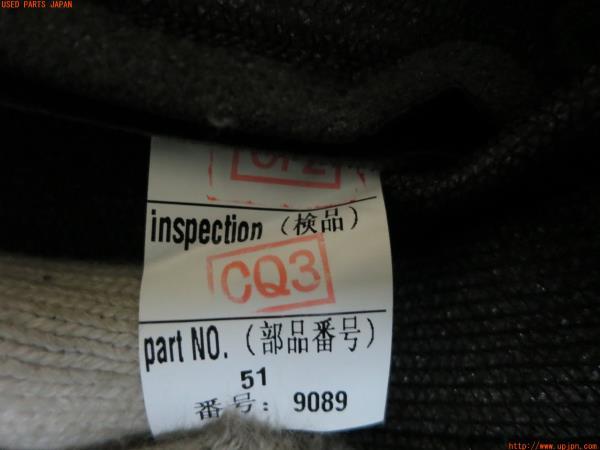 USED PARTS JAPAN
inspection (検品)
CQ3
part NO. (部品番号)
51
番号: 9089
http://www.upjpn.com